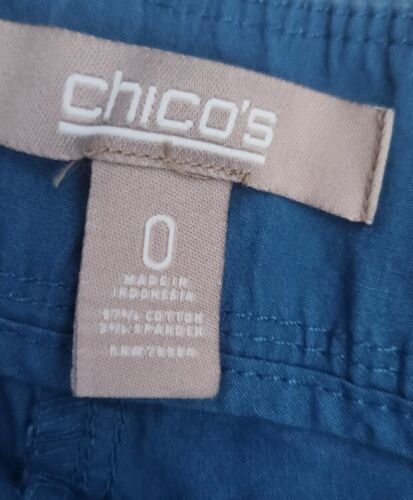 chico's
0
MADE IN
INDONESIA
97% COTTON
3% SPANDEX